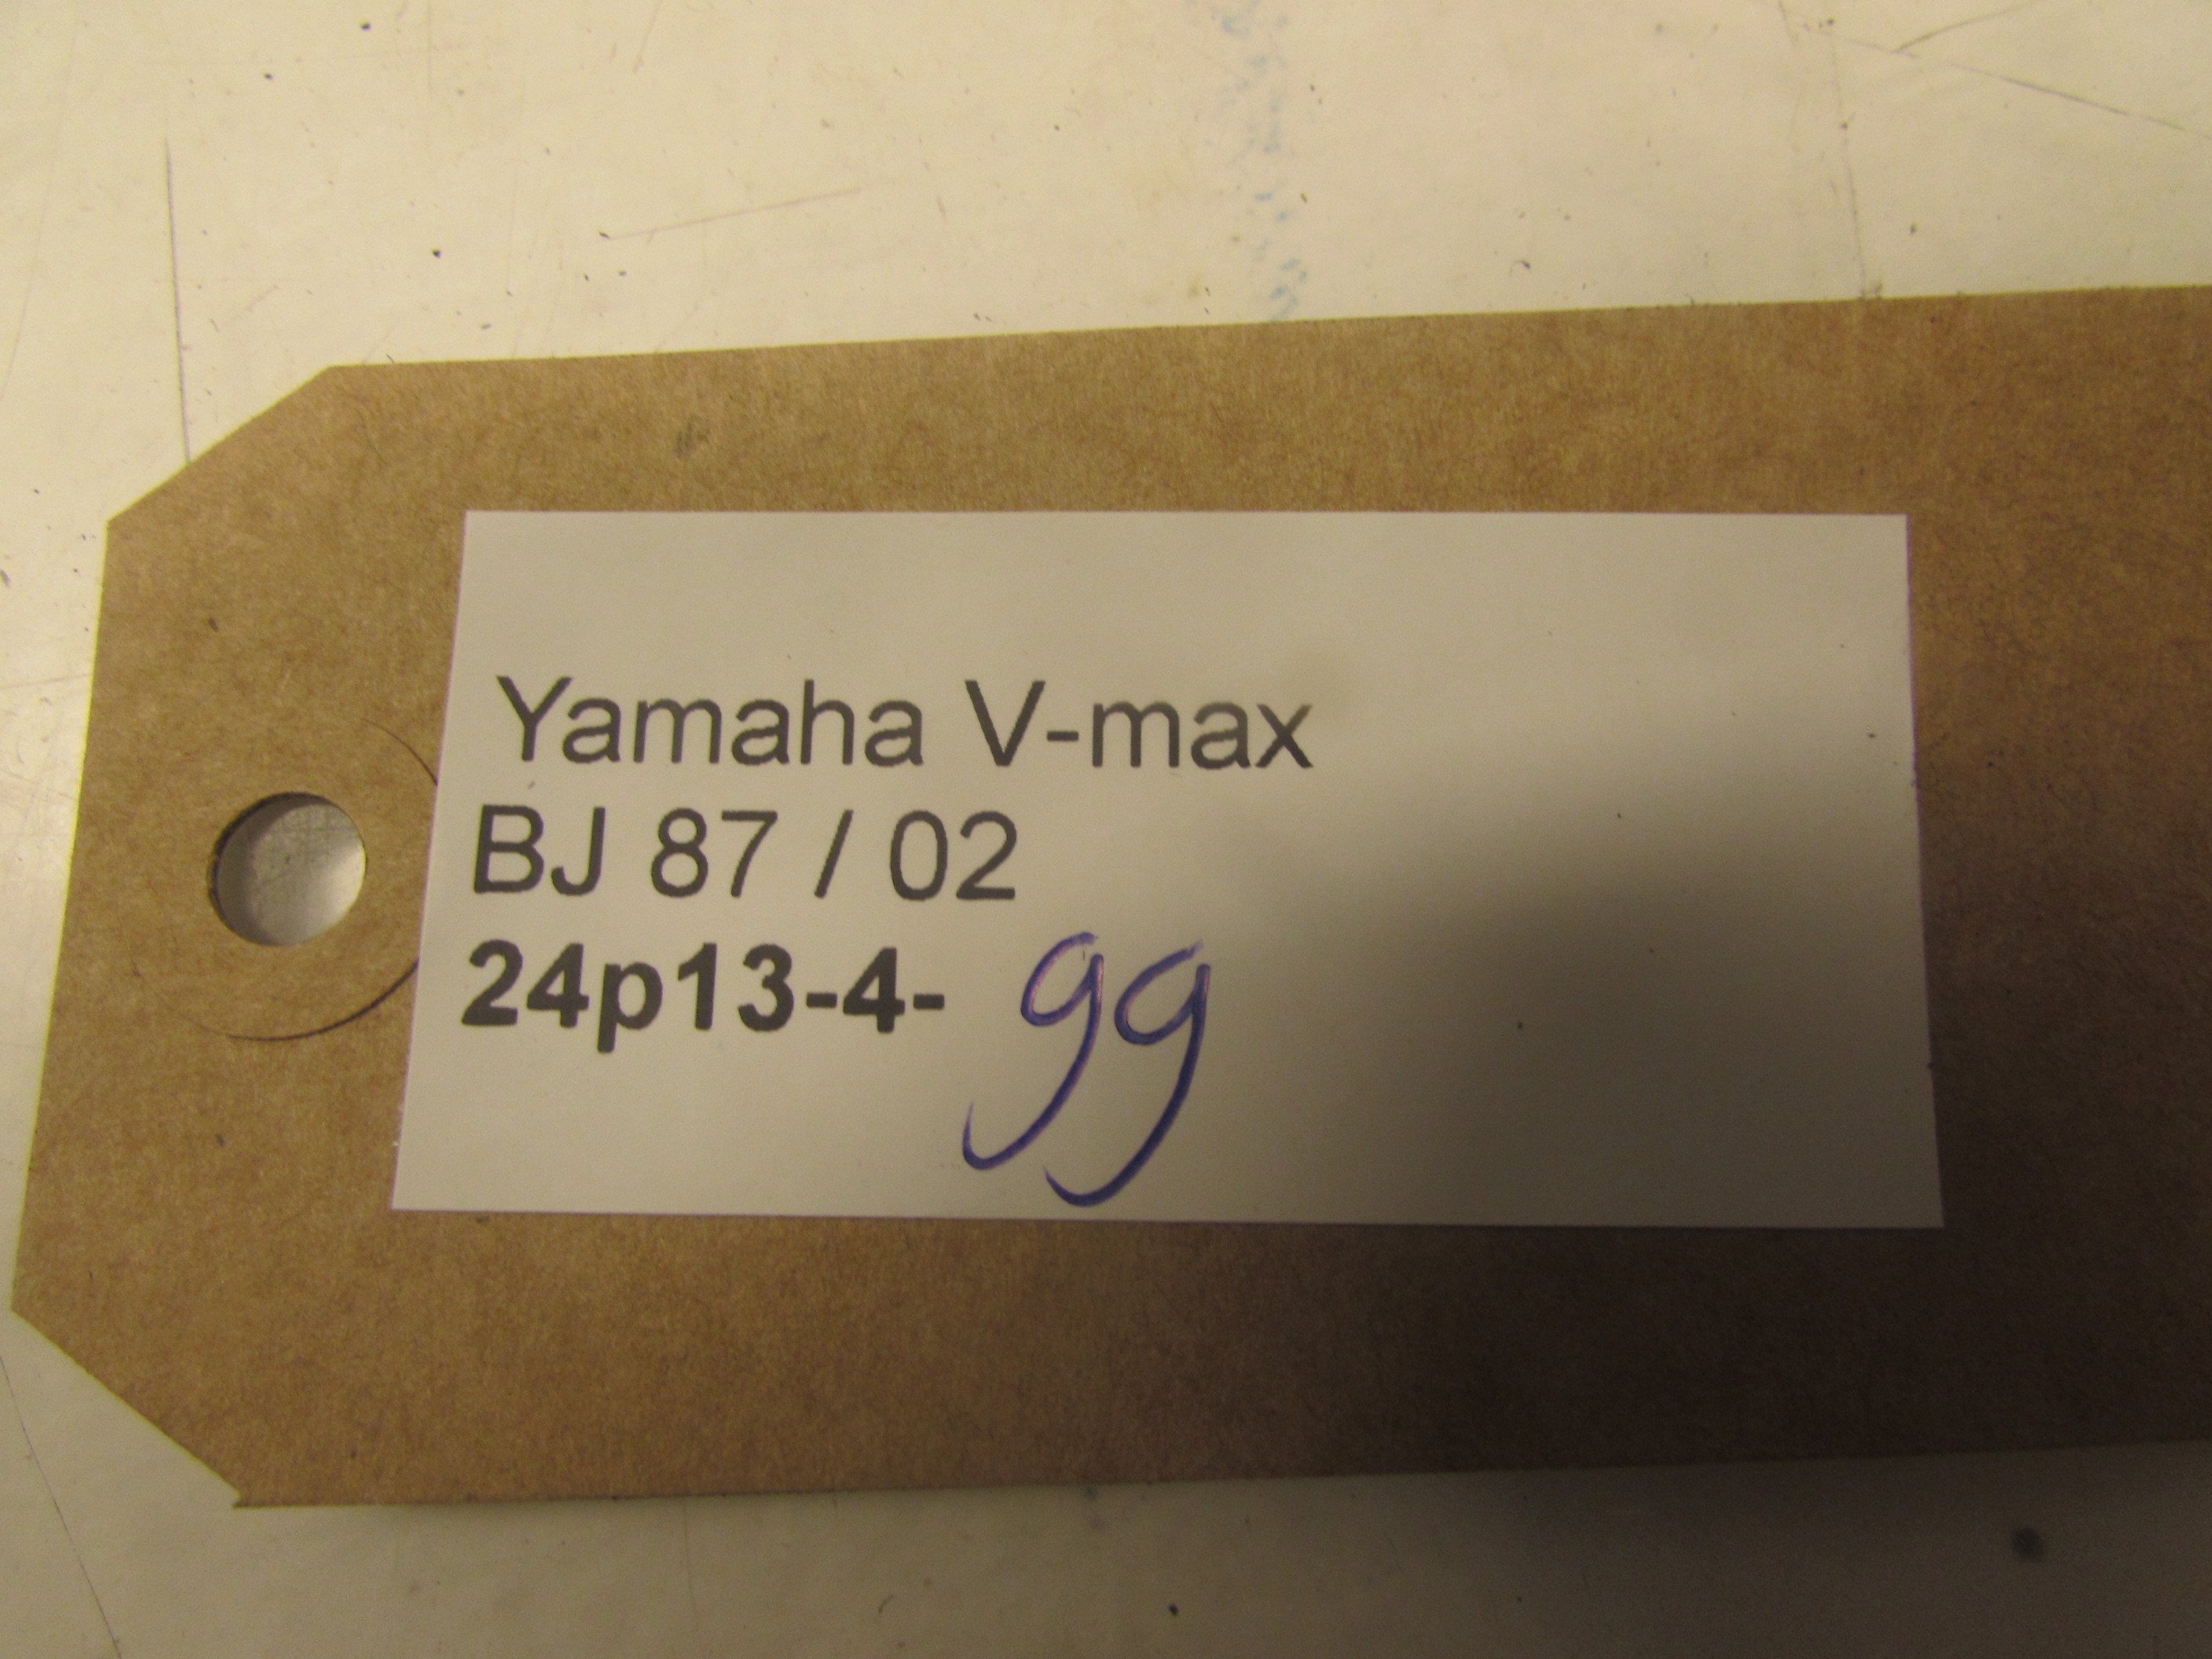 Yamaha V-max
BJ 87 / 02
24p13-4- 99